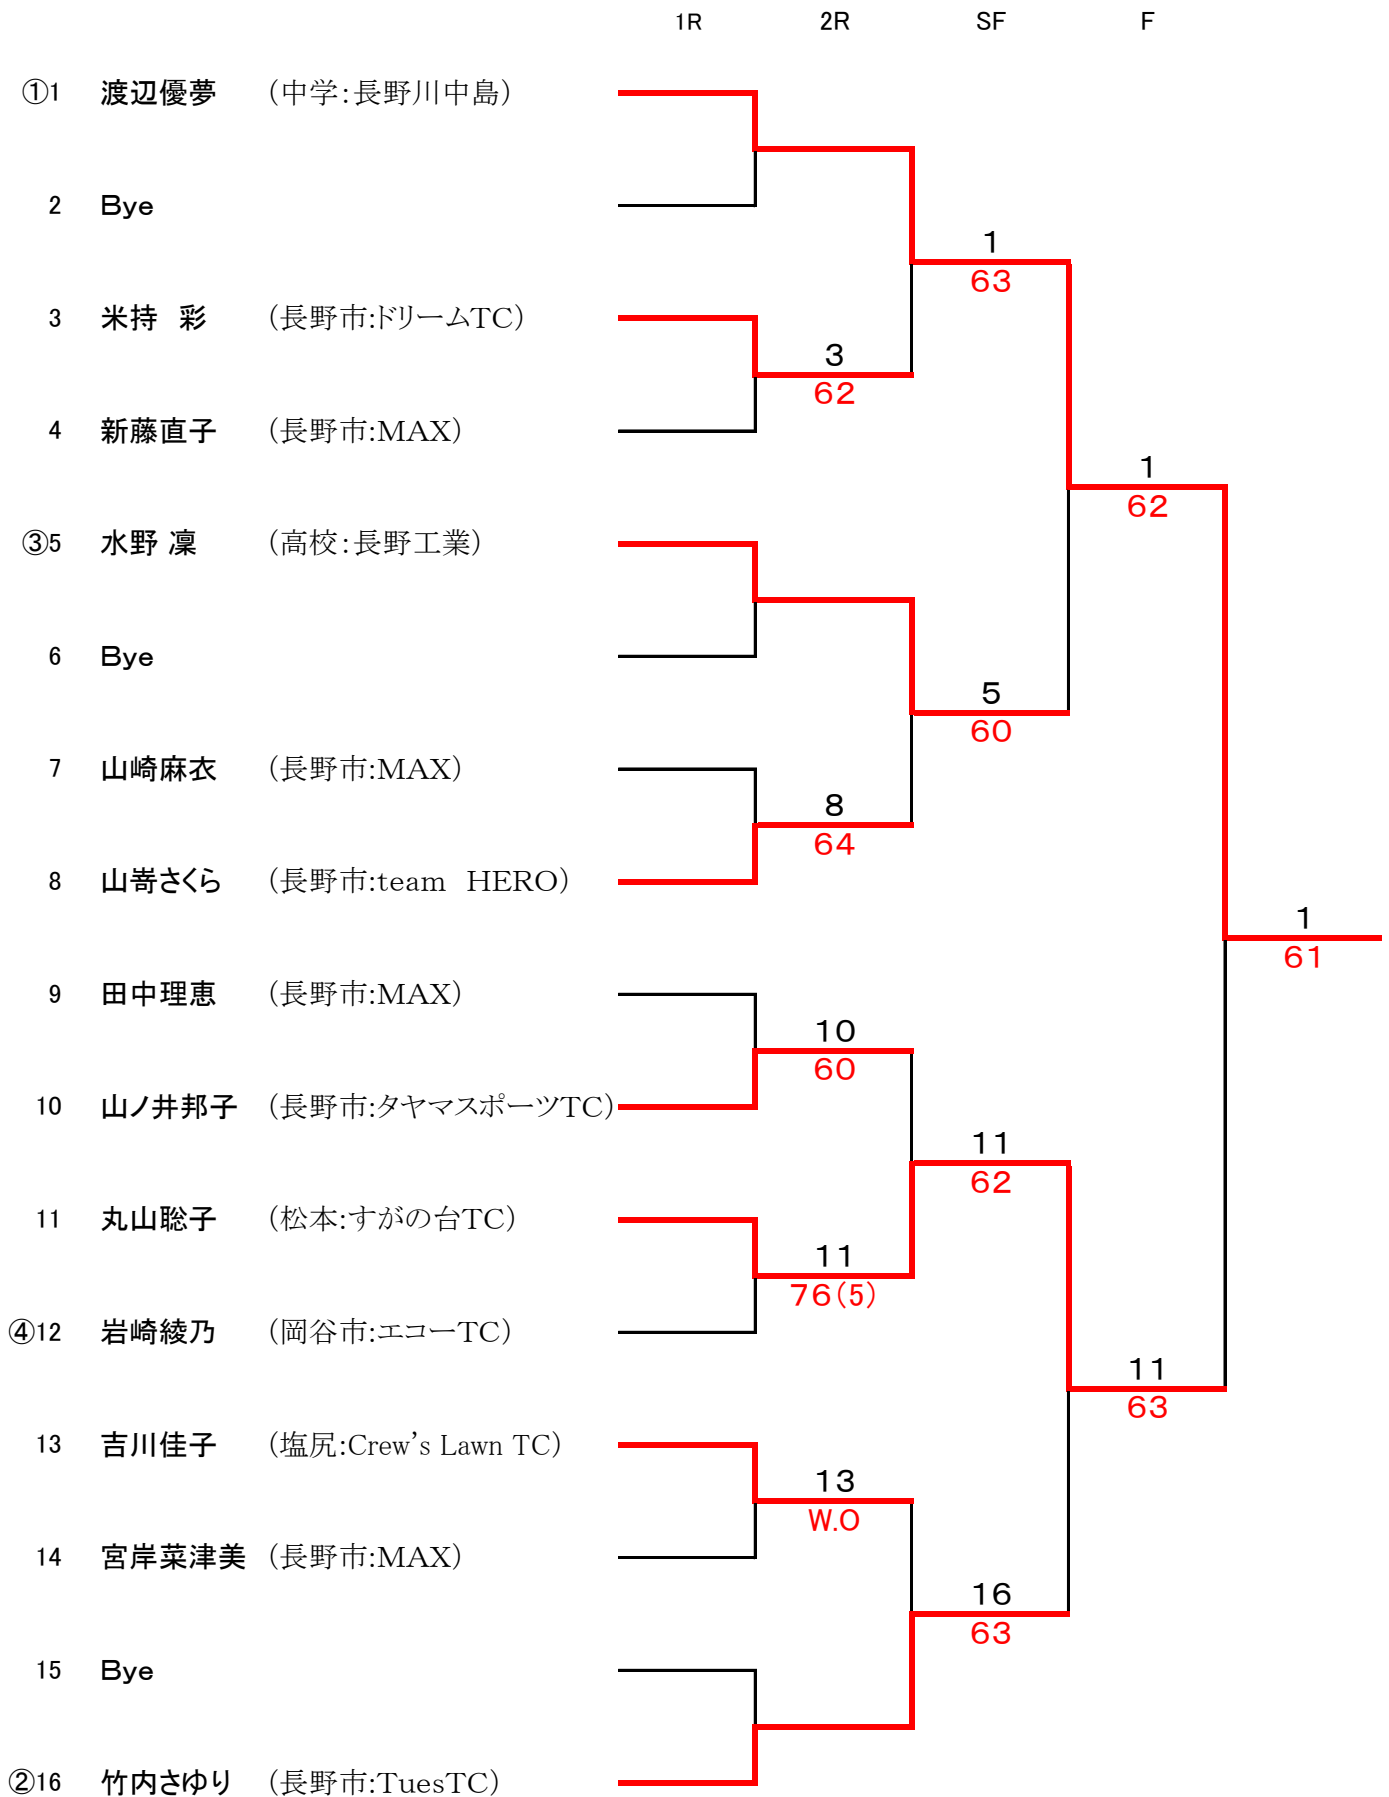 1R 2R SF F
①1 渡辺優夢 （中学：長野川中島）
2 Bye
1
63
3 米持　彩 （長野市:ドリームTC）
3
62
4 新藤直子 （長野市:MAX）
1
62
③5 水野 凜 （高校：長野工業）
6 Bye
5
60
7 山崎麻衣 （長野市:MAX）
8
64
8 山嵜さくら （長野市:team　HERO）
1
61
9 田中理恵 （長野市:MAX）
10
60
10 山ノ井邦子 （長野市:タヤマスポーツTC）
11
62
11 丸山聡子 （松本:すがの台TC）
11
76(5)
④12 岩崎綾乃 （岡谷市:エコーTC）
11
63
13 吉川佳子 （塩尻:Crew’s Lawn TC）
13
W.O
14 宮岸菜津美 （長野市:MAX）
16
63
15 Bye
②16 竹内さゆり （長野市:TuesTC）